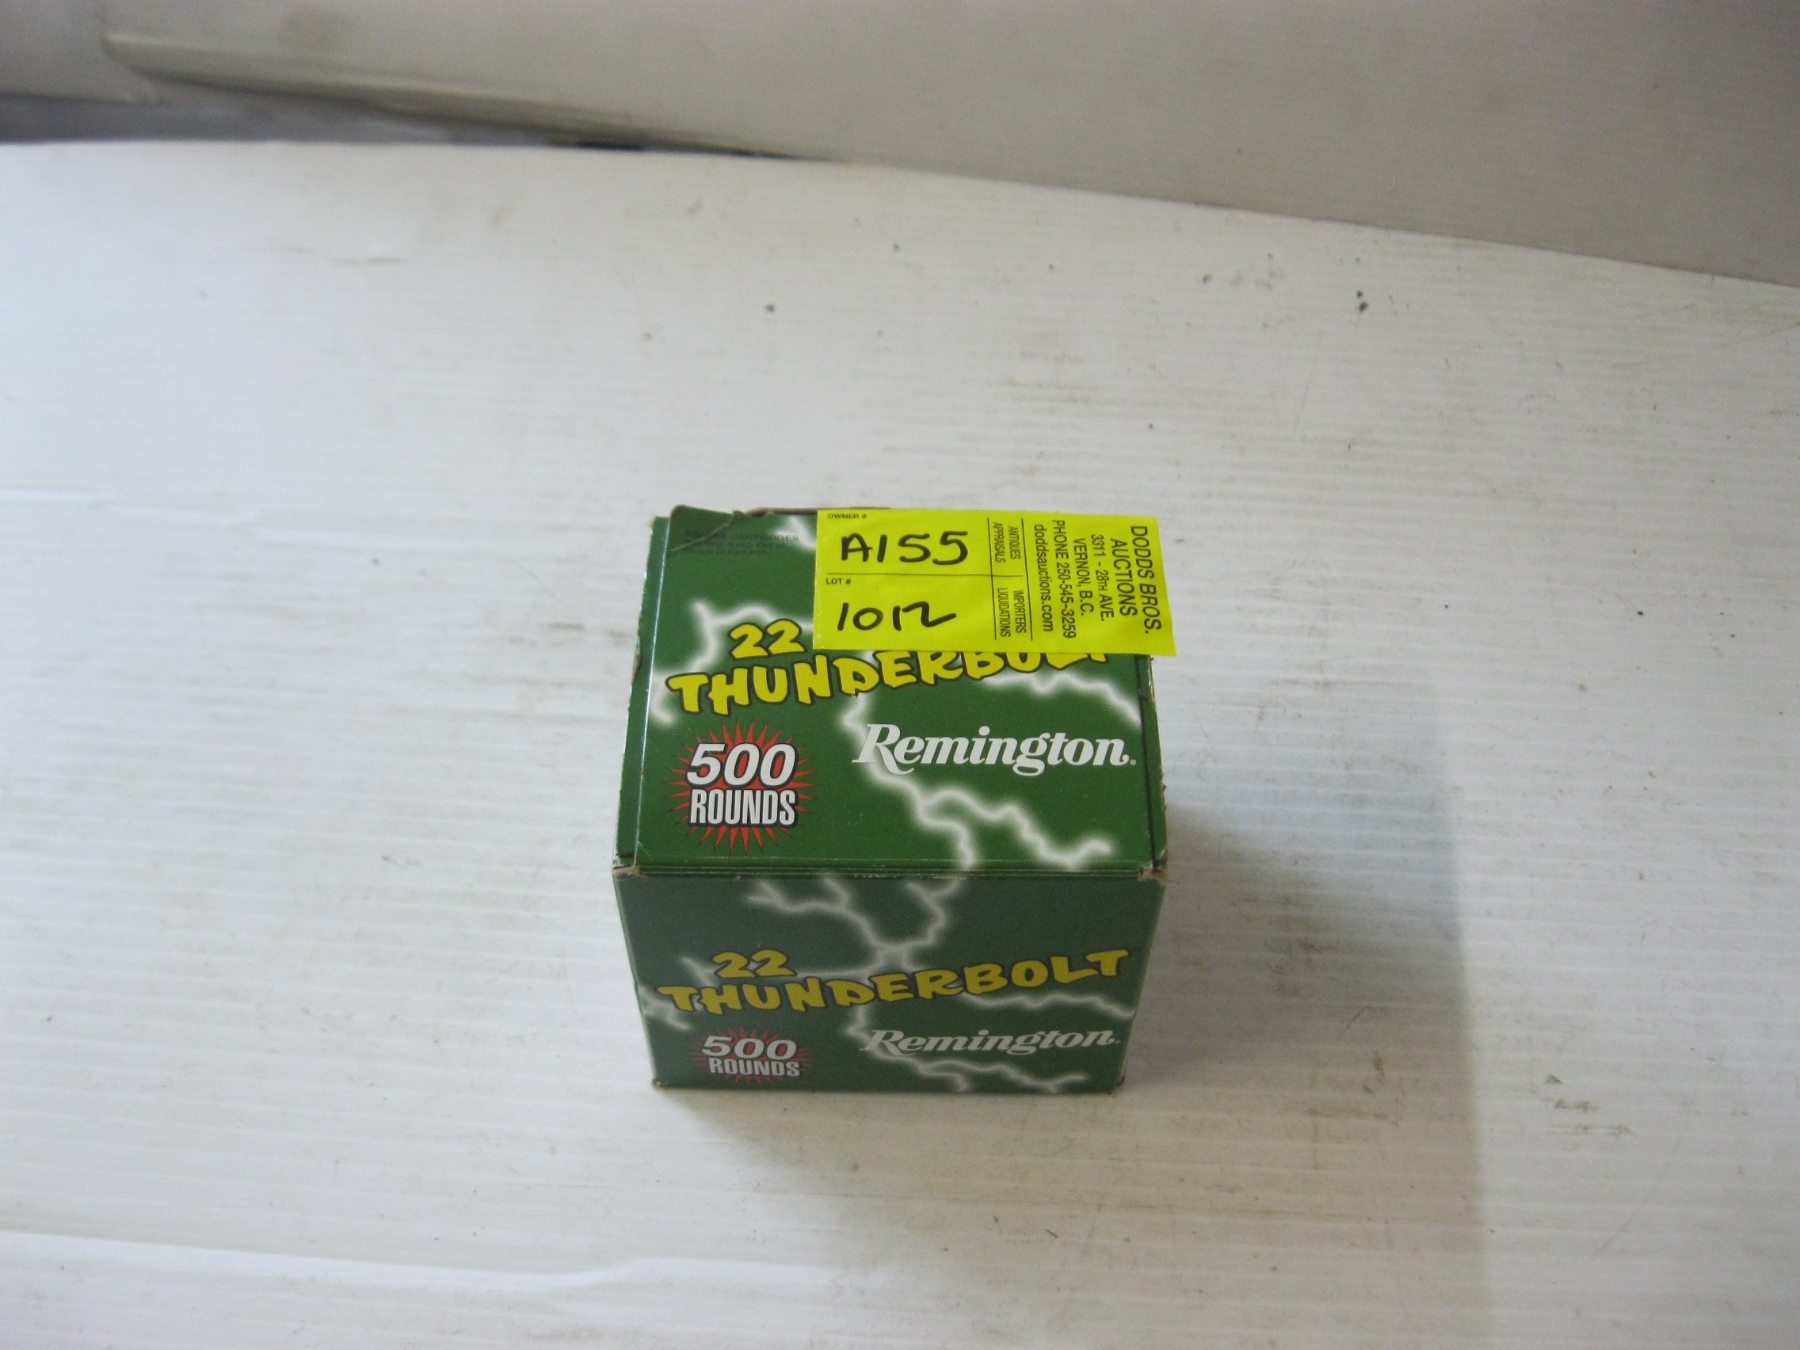 OWNER #
A155
LOT #
1012
ANTIQUES
APPRAISALS
IMPORTERS
LIQUIDATIONS
DODDS BROS.
AUCTIONS
3311 - 28TH AVE.
VERNON, B.C.
PHONE 250-545-3259
doddsauctions.com
22
THUNDERBOLT
500
ROUNDS
Remington.
22
THUNDERBOLT
500
ROUNDS
Remington.